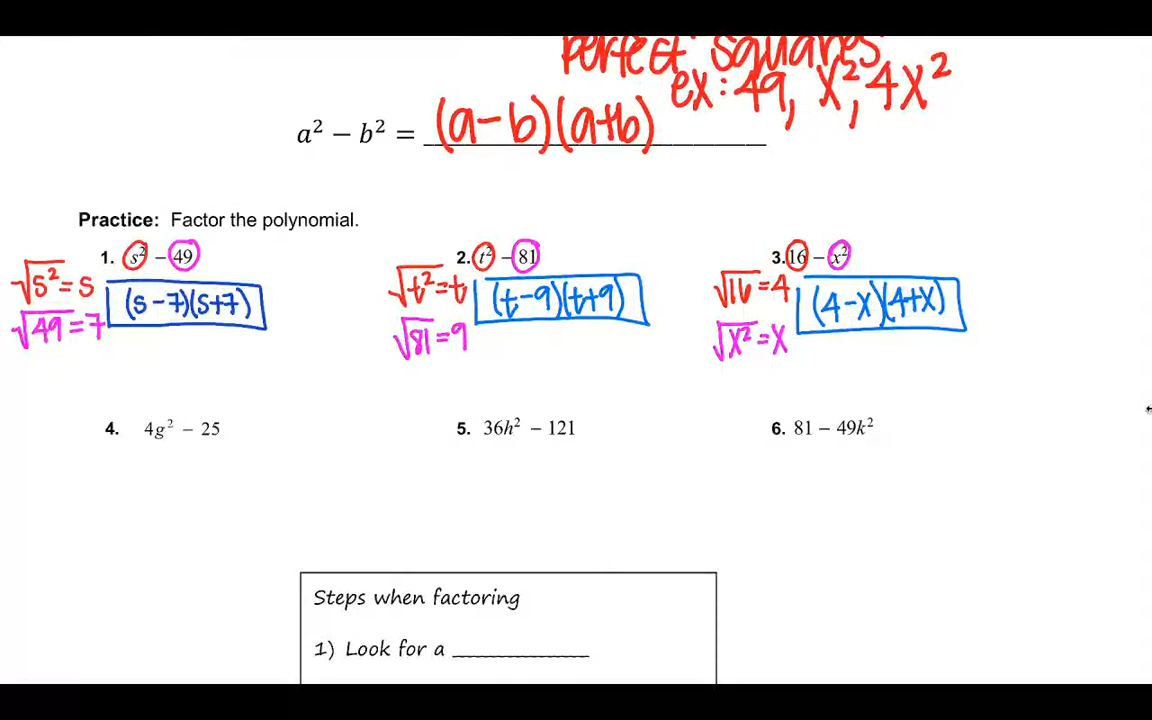 perfect squares
ex: 49, x², 4x²
a² − b² = (a-b)(a+b)
Practice: Factor the polynomial.
1. s² − 49
2. t² − 81
3. 16 − x²
√s² = s
(s-7)(s+7)
√49 = 7
√t² = t
(t-9)(t+9)
√81 = 9
√16 = 4
(4-x)(4+x)
√x² = x
4. 4g² − 25
5. 36h² − 121
6. 81 − 49k²
Steps when factoring
1) Look for a ____________